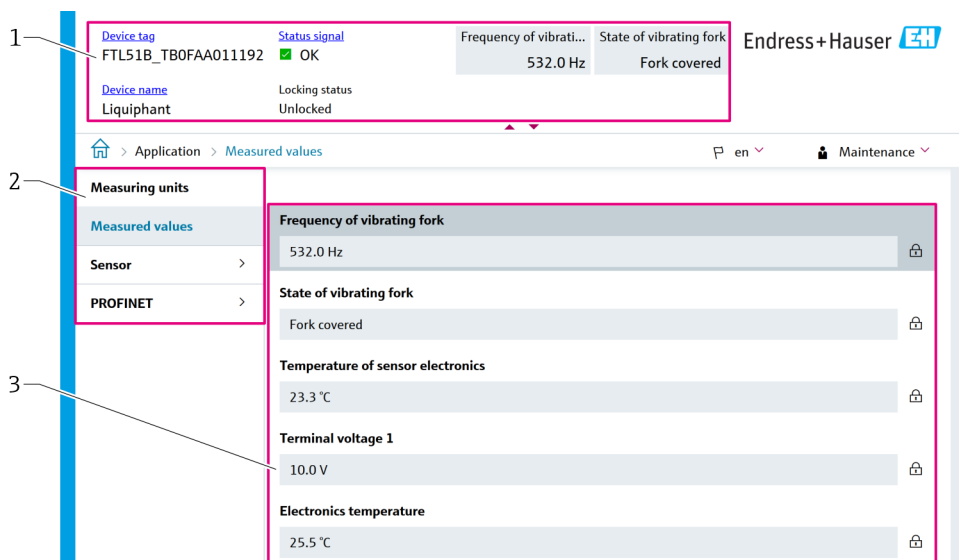 1
Device tag
FTL51B_TB0FAA011192
Status signal
OK
Frequency of vibrati...
532.0 Hz
State of vibrating fork
Fork covered
Endress+Hauser EH
Device name
Liquiphant
Locking status
Unlocked
> Application > Measured values
en
Maintenance
2
Measuring units
Measured values
Sensor >
PROFINET >
3
Frequency of vibrating fork
532.0 Hz
State of vibrating fork
Fork covered
Temperature of sensor electronics
23.3 °C
Terminal voltage 1
10.0 V
Electronics temperature
25.5 °C